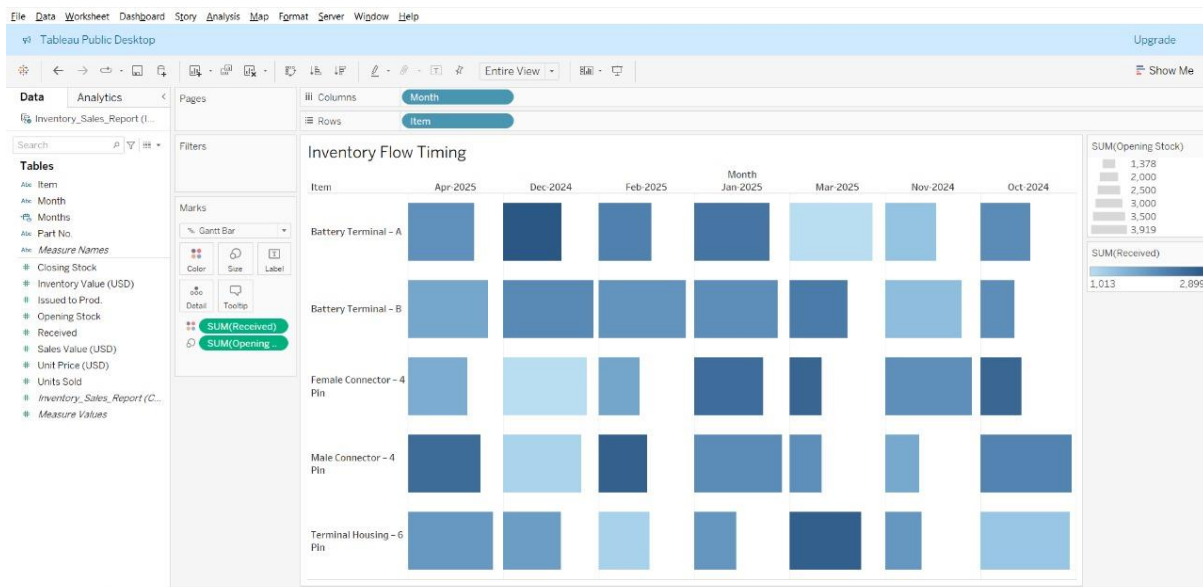 File Data Worksheet Dashboard Story Analysis Map Format Server Window Help
Tableau Public Desktop Upgrade
Entire View Show Me
Data Analytics
Inventory_Sales_Report (I...
Search
Tables
Abc Item
Abc Month
Months
Abc Part No.
Abc Measure Names
# Closing Stock
# Inventory Value (USD)
# Issued to Prod.
# Opening Stock
# Received
# Sales Value (USD)
# Unit Price (USD)
# Units Sold
# Inventory_Sales_Report (C...
# Measure Values
Pages
Filters
Marks
Gantt Bar
Color Size Label
Detail Tooltip
SUM(Received)
SUM(Opening ..
Columns Month
Rows Item
Inventory Flow Timing
Month
Item Apr-2025 Dec-2024 Feb-2025 Jan-2025 Mar-2025 Nov-2024 Oct-2024
Battery Terminal – A
Battery Terminal – B
Female Connector – 4
Pin
Male Connector – 4
Pin
Terminal Housing – 6
Pin
SUM(Opening Stock)
1,378
2,000
2,500
3,000
3,500
3,919
SUM(Received)
1,013 2,899